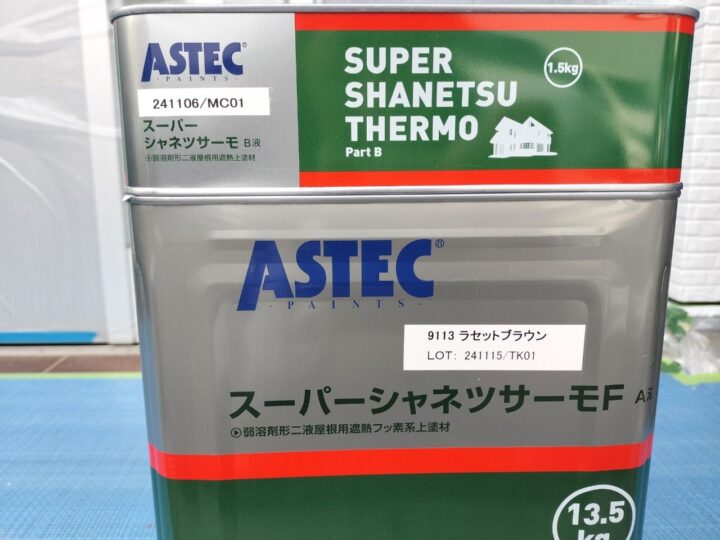 ASTEC®
· PAINTS ·
241106/MC01
スーパー
シャネツサーモ B液
弱溶剤形二液屋根用遮熱上塗材
SUPER
SHANETSU
THERMO
Part B
1.5kg
ASTEC®
· PAINTS ·
9113 ラセットブラウン
LOT: 241115/TK01
スーパーシャネツサーモF A液
弱溶剤形二液屋根用遮熱フッ素系上塗材
13.5
kg